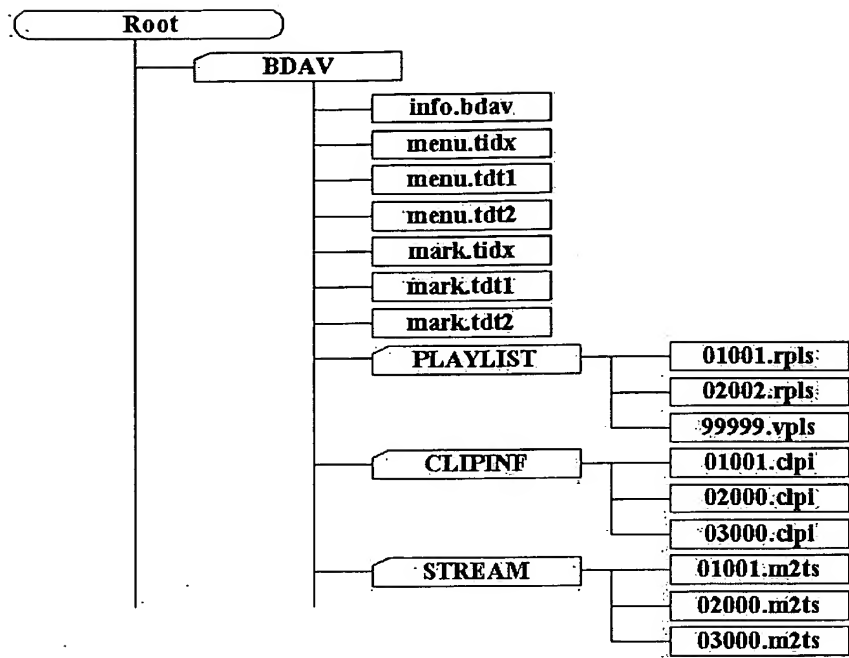 Root
BDAV
info.bdav
menu.tidx
menu.tdt1
menu.tdt2
mark.tidx
mark.tdt1
mark.tdt2
PLAYLIST
01001.rpls
02002.rpls
99999.vpls
CLIPINF
01001.clpi
02000.clpi
03000.clpi
STREAM
01001.m2ts
02000.m2ts
03000.m2ts